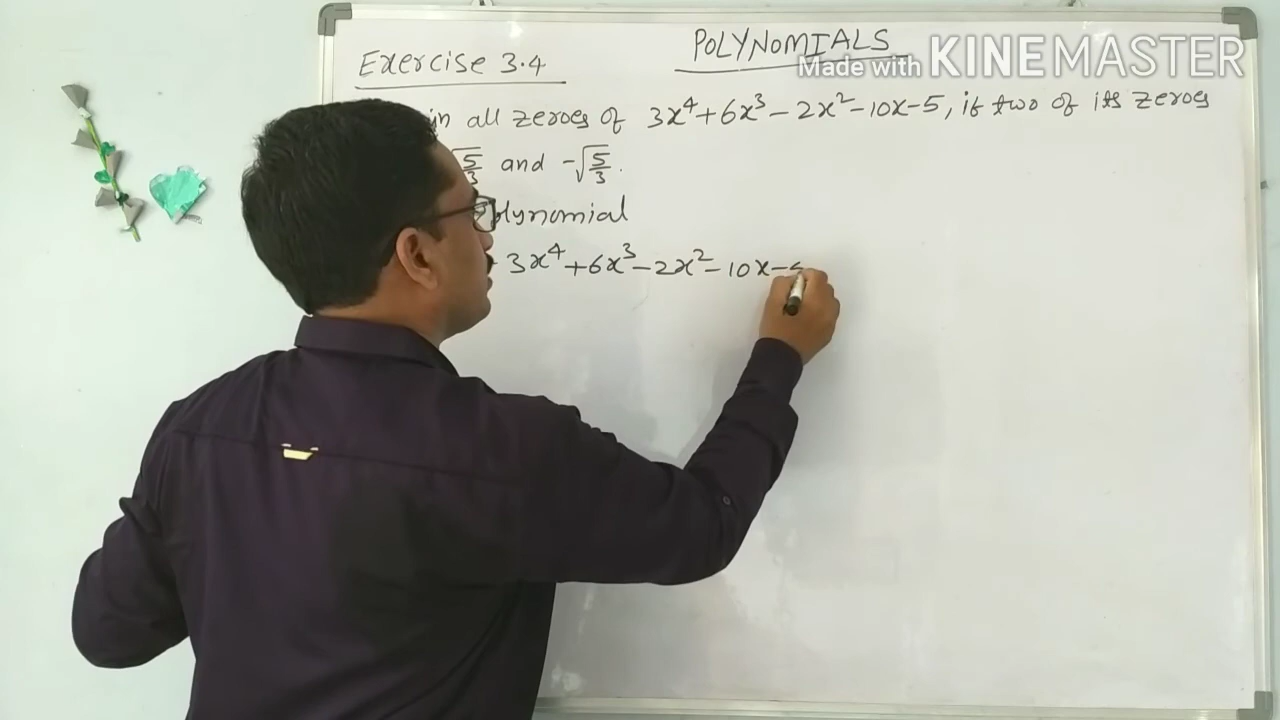 POLYNOMIALS
Made with KINEMASTER
Exercise 3.4
in all zeroes of 3x⁴+6x³-2x²-10x-5, if two of its zeroes
√5/3 and -√5/3.
olynomial
3x⁴+6x³-2x²-10x-